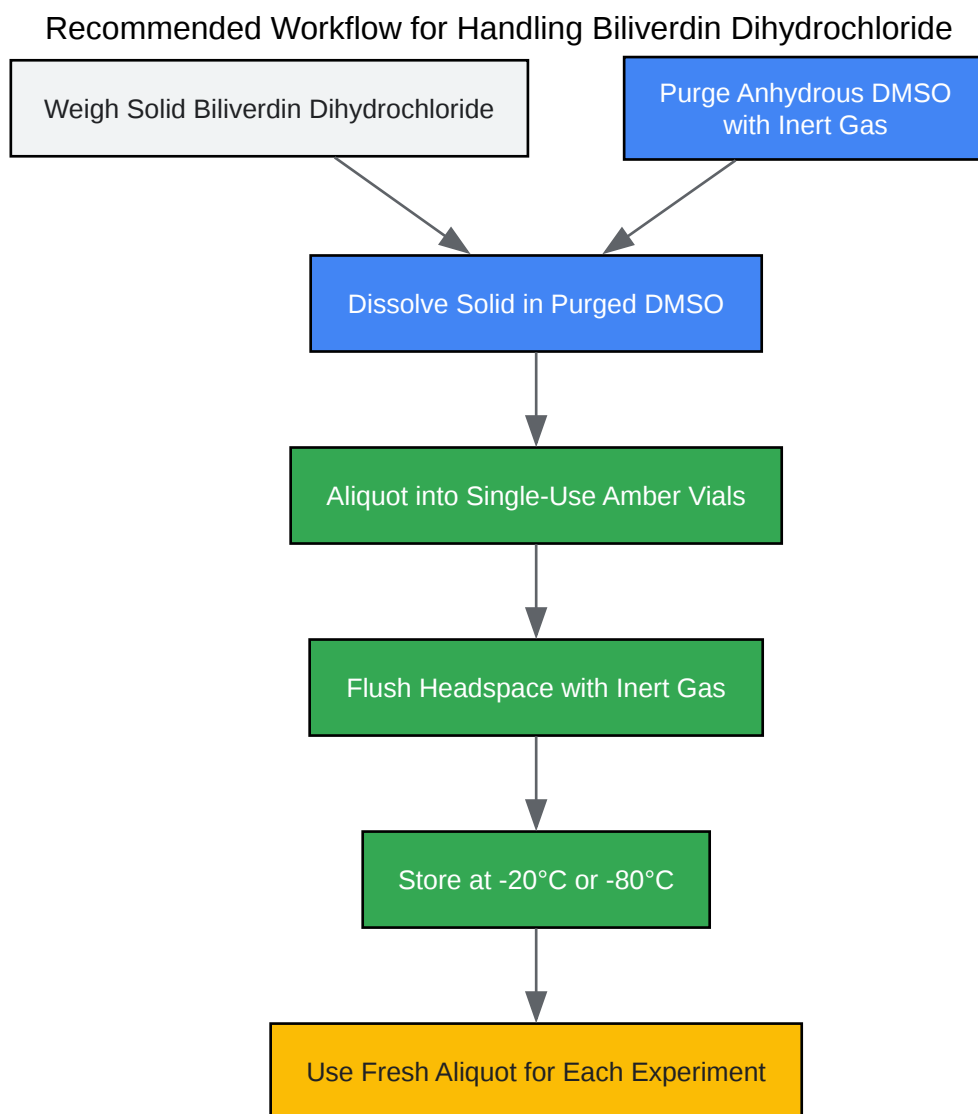 Recommended Workflow for Handling Biliverdin Dihydrochloride
Weigh Solid Biliverdin Dihydrochloride
Purge Anhydrous DMSO
with Inert Gas
Dissolve Solid in Purged DMSO
Aliquot into Single-Use Amber Vials
Flush Headspace with Inert Gas
Store at -20°C or -80°C
Use Fresh Aliquot for Each Experiment